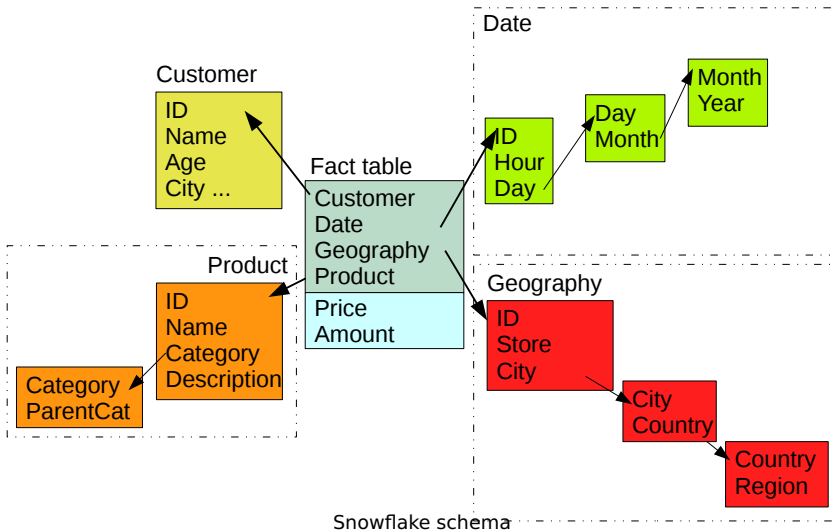 Date
Customer
ID
Name
Age
City ...
Fact table
Customer
Date
Geography
Product
Price
Amount
ID
Hour
Day
Day
Month
Month
Year
Product
ID
Name
Category
Description
Category
ParentCat
Geography
ID
Store
City
City
Country
Country
Region
Snowflake schema